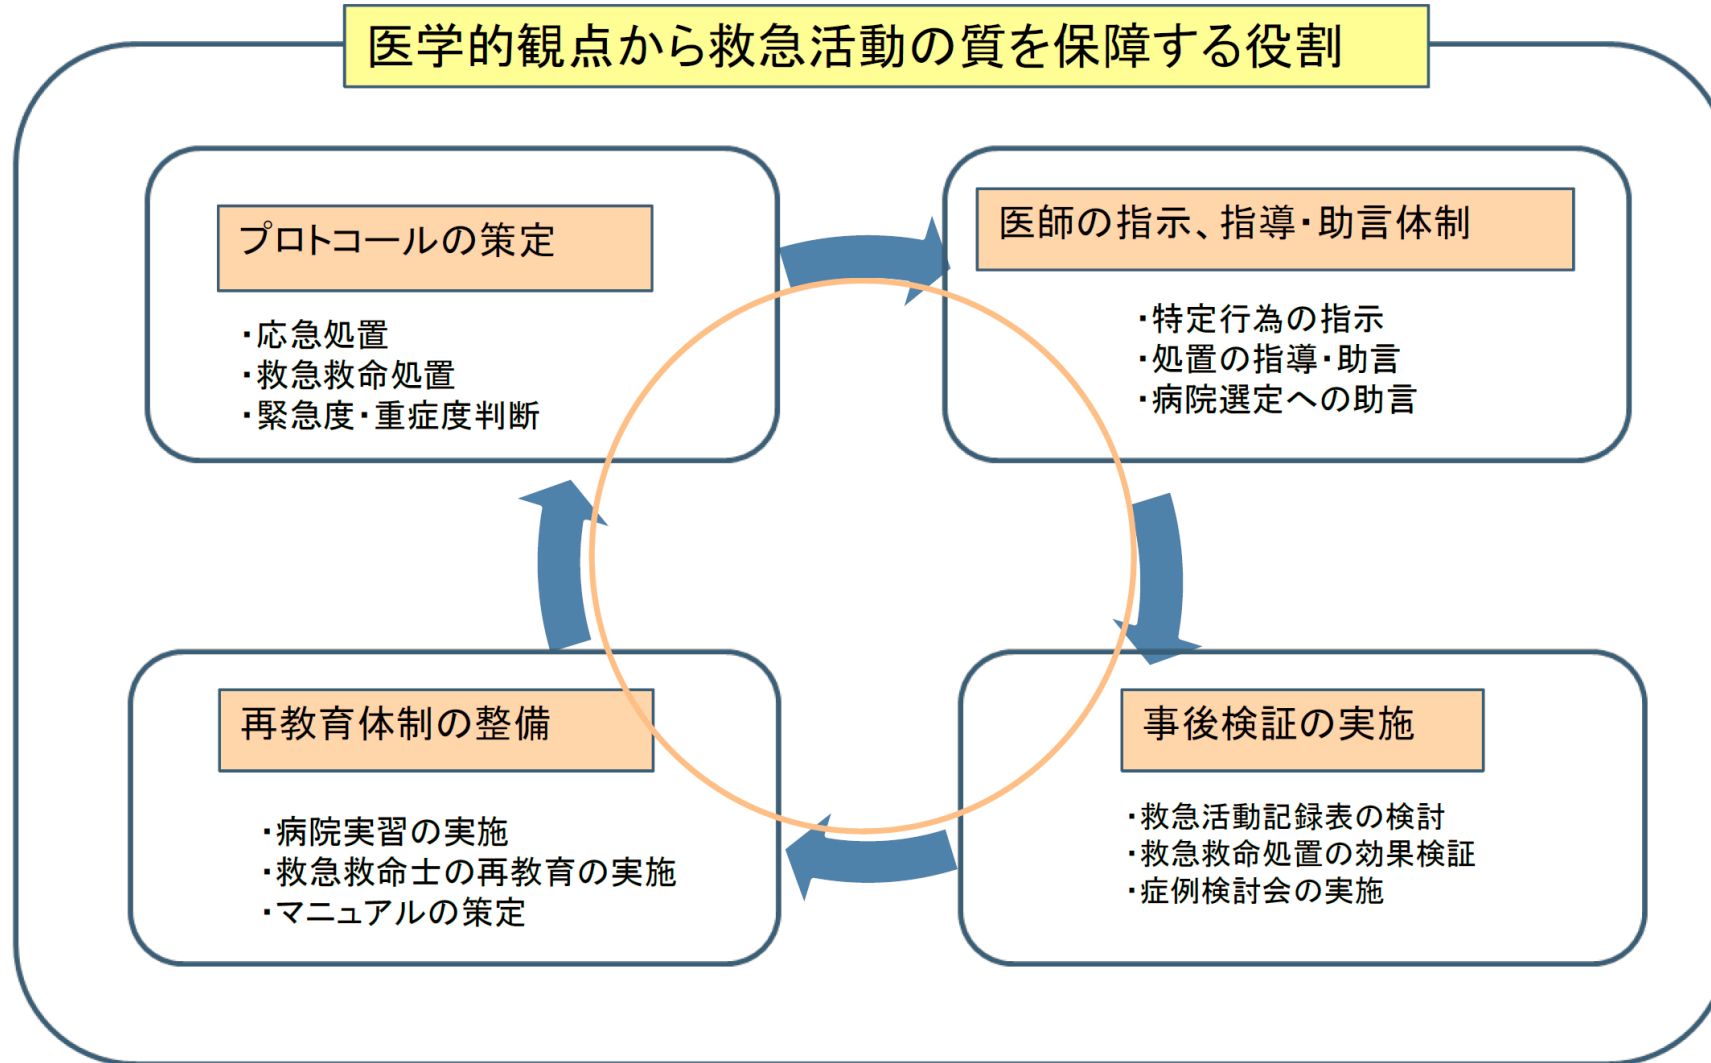 医学的観点から救急活動の質を保障する役割
プロトコールの策定
・応急処置
・救急救命処置
・緊急度・重症度判断
医師の指示、指導・助言体制
・特定行為の指示
・処置の指導・助言
・病院選定への助言
再教育体制の整備
・病院実習の実施
・救急救命士の再教育の実施
・マニュアルの策定
事後検証の実施
・救急活動記録表の検討
・救急救命処置の効果検証
・症例検討会の実施